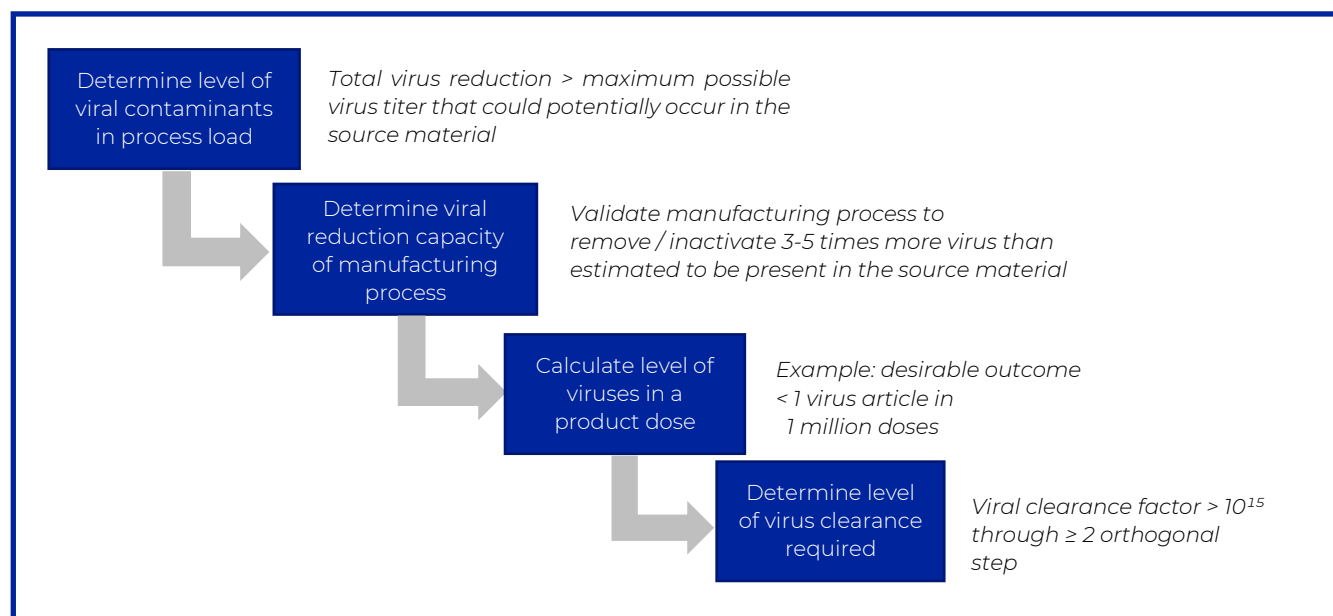 Determine level of
viral contaminants
in process load
Total virus reduction > maximum possible
virus titer that could potentially occur in the
source material
Determine viral
reduction capacity
of manufacturing
process
Validate manufacturing process to
remove / inactivate 3-5 times more virus than
estimated to be present in the source material
Calculate level of
viruses in a
product dose
Example: desirable outcome
< 1 virus article in
1 million doses
Determine level
of virus clearance
required
Viral clearance factor > 10¹⁵
through ≥ 2 orthogonal
step